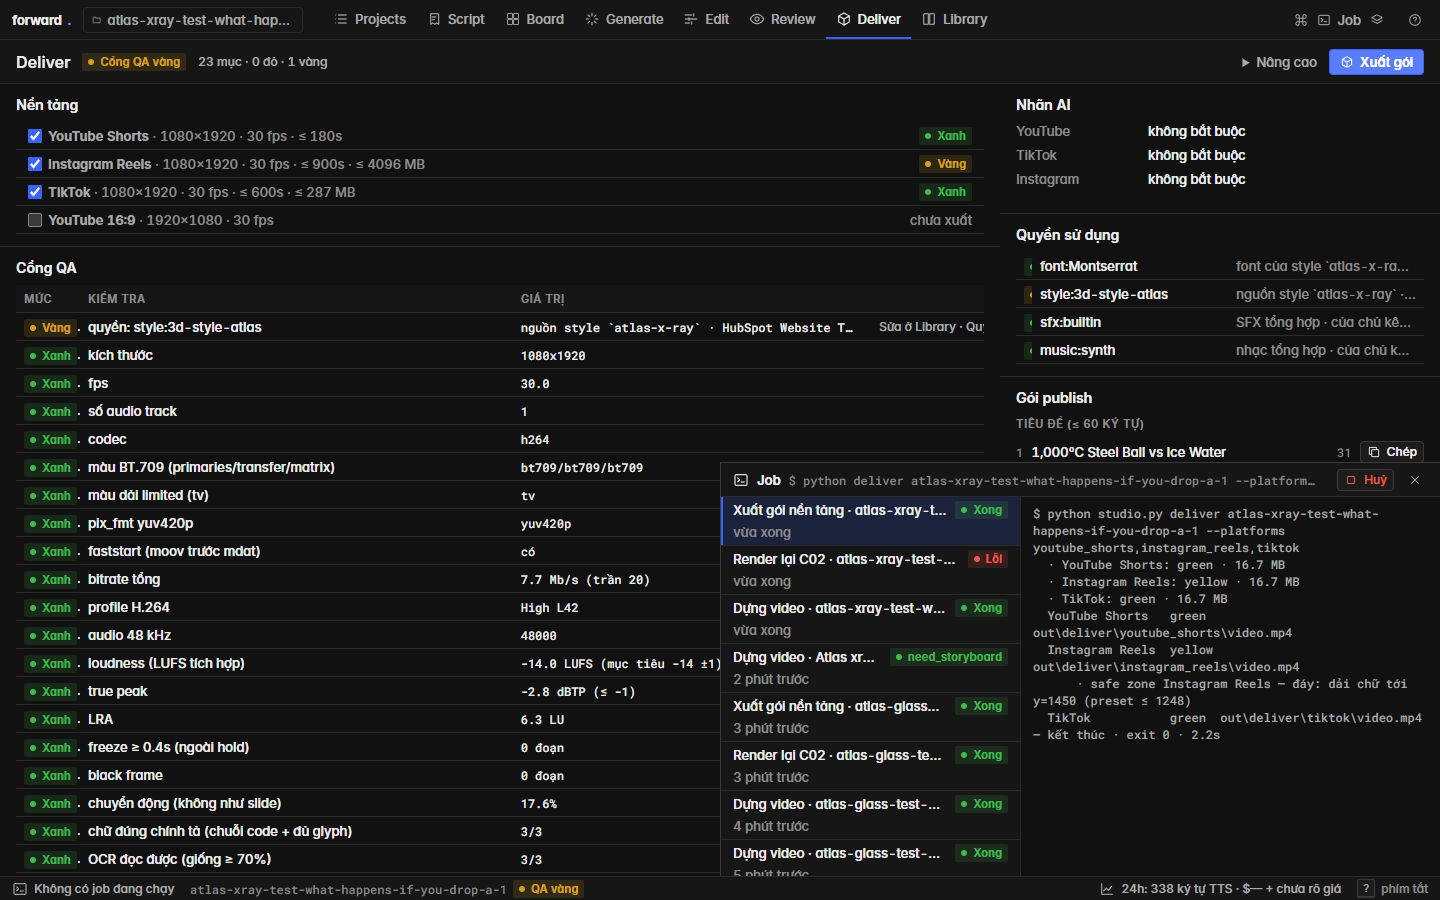 forward . atlas-xray-test-what-hap... Projects Script Board Generate Edit Review Deliver Library ⌘ Job
Deliver Cổng QA vàng 23 mục · 0 đỏ · 1 vàng ▶ Nâng cao Xuất gói
Nền tảng
YouTube Shorts · 1080×1920 · 30 fps · ≤ 180s Xanh
Instagram Reels · 1080×1920 · 30 fps · ≤ 900s · ≤ 4096 MB Vàng
TikTok · 1080×1920 · 30 fps · ≤ 600s · ≤ 287 MB Xanh
YouTube 16:9 · 1920×1080 · 30 fps chưa xuất
Cổng QA
MỨC KIỂM TRA GIÁ TRỊ
Vàng . quyền: style:3d-style-atlas nguồn style `atlas-x-ray` · HubSpot Website T… Sửa ở Library · Quy
Xanh . kích thước 1080x1920
Xanh . fps 30.0
Xanh . số audio track 1
Xanh . codec h264
Xanh . màu BT.709 (primaries/transfer/matrix) bt709/bt709/bt709
Xanh . màu dải limited (tv) tv
Xanh . pix_fmt yuv420p yuv420p
Xanh . faststart (moov trước mdat) có
Xanh . bitrate tổng 7.7 Mb/s (trần 20)
Xanh . profile H.264 High L42
Xanh . audio 48 kHz 48000
Xanh . loudness (LUFS tích hợp) -14.0 LUFS (mục tiêu -14 ±1)
Xanh . true peak -2.8 dBTP (≤ -1)
Xanh . LRA 6.3 LU
Xanh . freeze ≥ 0.4s (ngoài hold) 0 đoạn
Xanh . black frame 0 đoạn
Xanh . chuyển động (không như slide) 17.6%
Xanh . chữ đúng chính tả (chuỗi code + đủ glyph) 3/3
Xanh . OCR đọc được (giống ≥ 70%) 3/3
Nhãn AI
YouTube không bắt buộc
TikTok không bắt buộc
Instagram không bắt buộc
Quyền sử dụng
font:Montserrat font của style `atlas-x-ra...
style:3d-style-atlas nguồn style `atlas-x-ray` ·...
sfx:builtin SFX tổng hợp · của chủ kê...
music:synth nhạc tổng hợp · của chủ k...
Gói publish
TIÊU ĐỀ (≤ 60 KÝ TỰ)
1 1,000°C Steel Ball vs Ice Water 31 Chép
Job $ python deliver atlas-xray-test-what-happens-if-you-drop-a-1 --platform… Huỷ
Xuất gói nền tảng · atlas-xray-t... Xong
vừa xong
Render lại C02 · atlas-xray-test-... Lỗi
vừa xong
Dựng video · atlas-xray-test-w... Xong
vừa xong
Dựng video · Atlas xr... need_storyboard
2 phút trước
Xuất gói nền tảng · atlas-glass... Xong
3 phút trước
Render lại C02 · atlas-glass-te... Xong
3 phút trước
Dựng video · atlas-glass-test-... Xong
4 phút trước
Dựng video · atlas-glass-test-... Xong
5 phút trước
$ python studio.py deliver atlas-xray-test-what-
happens-if-you-drop-a-1 --platforms
youtube_shorts,instagram_reels,tiktok
· YouTube Shorts: green · 16.7 MB
· Instagram Reels: yellow · 16.7 MB
· TikTok: green · 16.7 MB
YouTube Shorts green
out\deliver\youtube_shorts\video.mp4
Instagram Reels yellow
out\deliver\instagram_reels\video.mp4
· safe zone Instagram Reels — đáy: dải chữ tới
y=1450 (preset ≤ 1248)
TikTok green out\deliver\tiktok\video.mp4
— kết thúc · exit 0 · 2.2s
Không có job đang chạy atlas-xray-test-what-happens-if-you-drop-a-1 QA vàng 24h: 338 ký tự TTS · $— + chưa rõ giá ? phím tắt